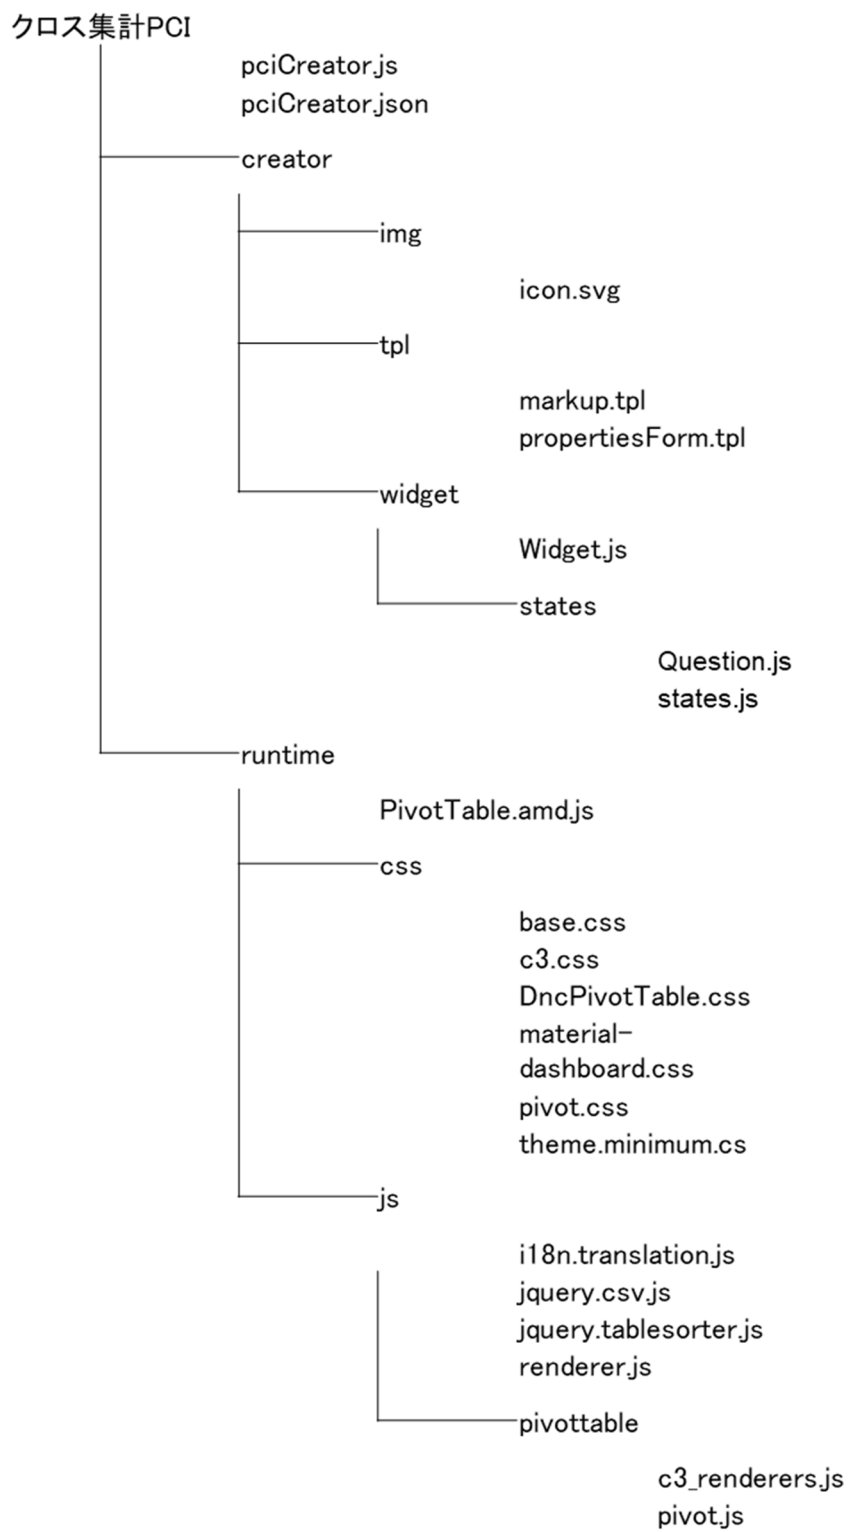 クロス集計PCI
pciCreator.js
pciCreator.json
creator
img
icon.svg
tpl
markup.tpl
propertiesForm.tpl
widget
Widget.js
states
Question.js
states.js
runtime
PivotTable.amd.js
css
base.css
c3.css
DncPivotTable.css
material-
dashboard.css
pivot.css
theme.minimum.cs
js
i18n.translation.js
jquery.csv.js
jquery.tablesorter.js
renderer.js
pivottable
c3_renderers.js
pivot.js